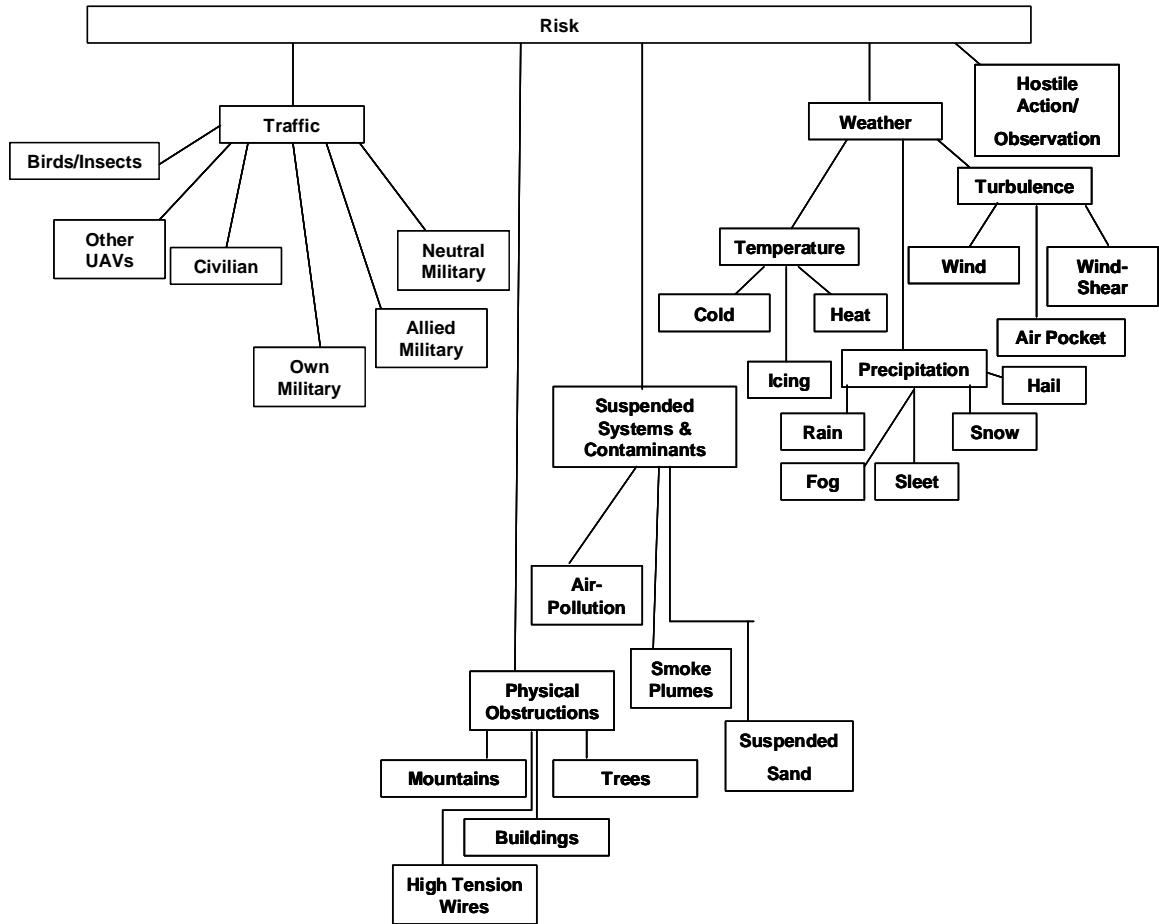 Risk
Hostile
Action/
Observation
Traffic
Weather
Birds/Insects
Turbulence
Other
UAVs
Civilian
Neutral
Military
Temperature
Wind
Wind-
Shear
Cold
Heat
Allied
Military
Air Pocket
Own
Military
Icing
Precipitation
Hail
Suspended
Systems &
Contaminants
Rain
Snow
Fog
Sleet
Air-
Pollution
Smoke
Plumes
Physical
Obstructions
Suspended
Sand
Mountains
Trees
Buildings
High Tension
Wires